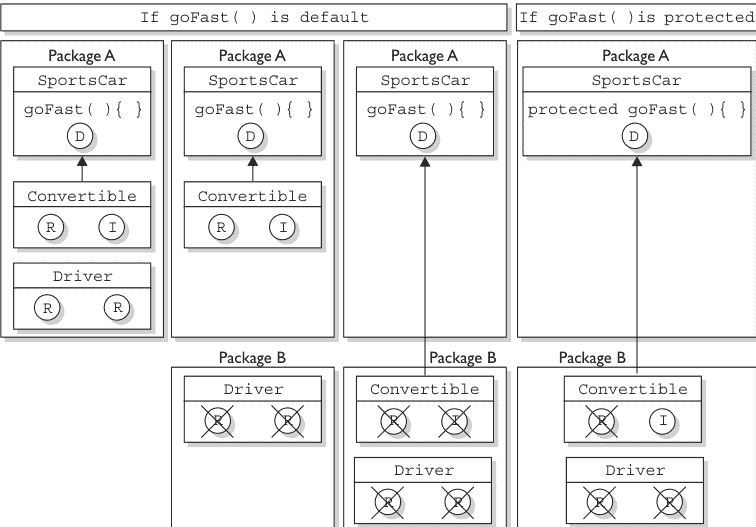 If goFast( ) is default
If goFast( )is protected
Package A
SportsCar
goFast( ){ }
D
Convertible
R I
Driver
R R
Package A
SportsCar
goFast( ){ }
D
Convertible
R I
Package B
Driver
R R
Package A
SportsCar
goFast( ){ }
D
Package B
Convertible
R I
Driver
R R
Package A
SportsCar
protected goFast( ){ }
D
Package B
Convertible
R I
Driver
R R